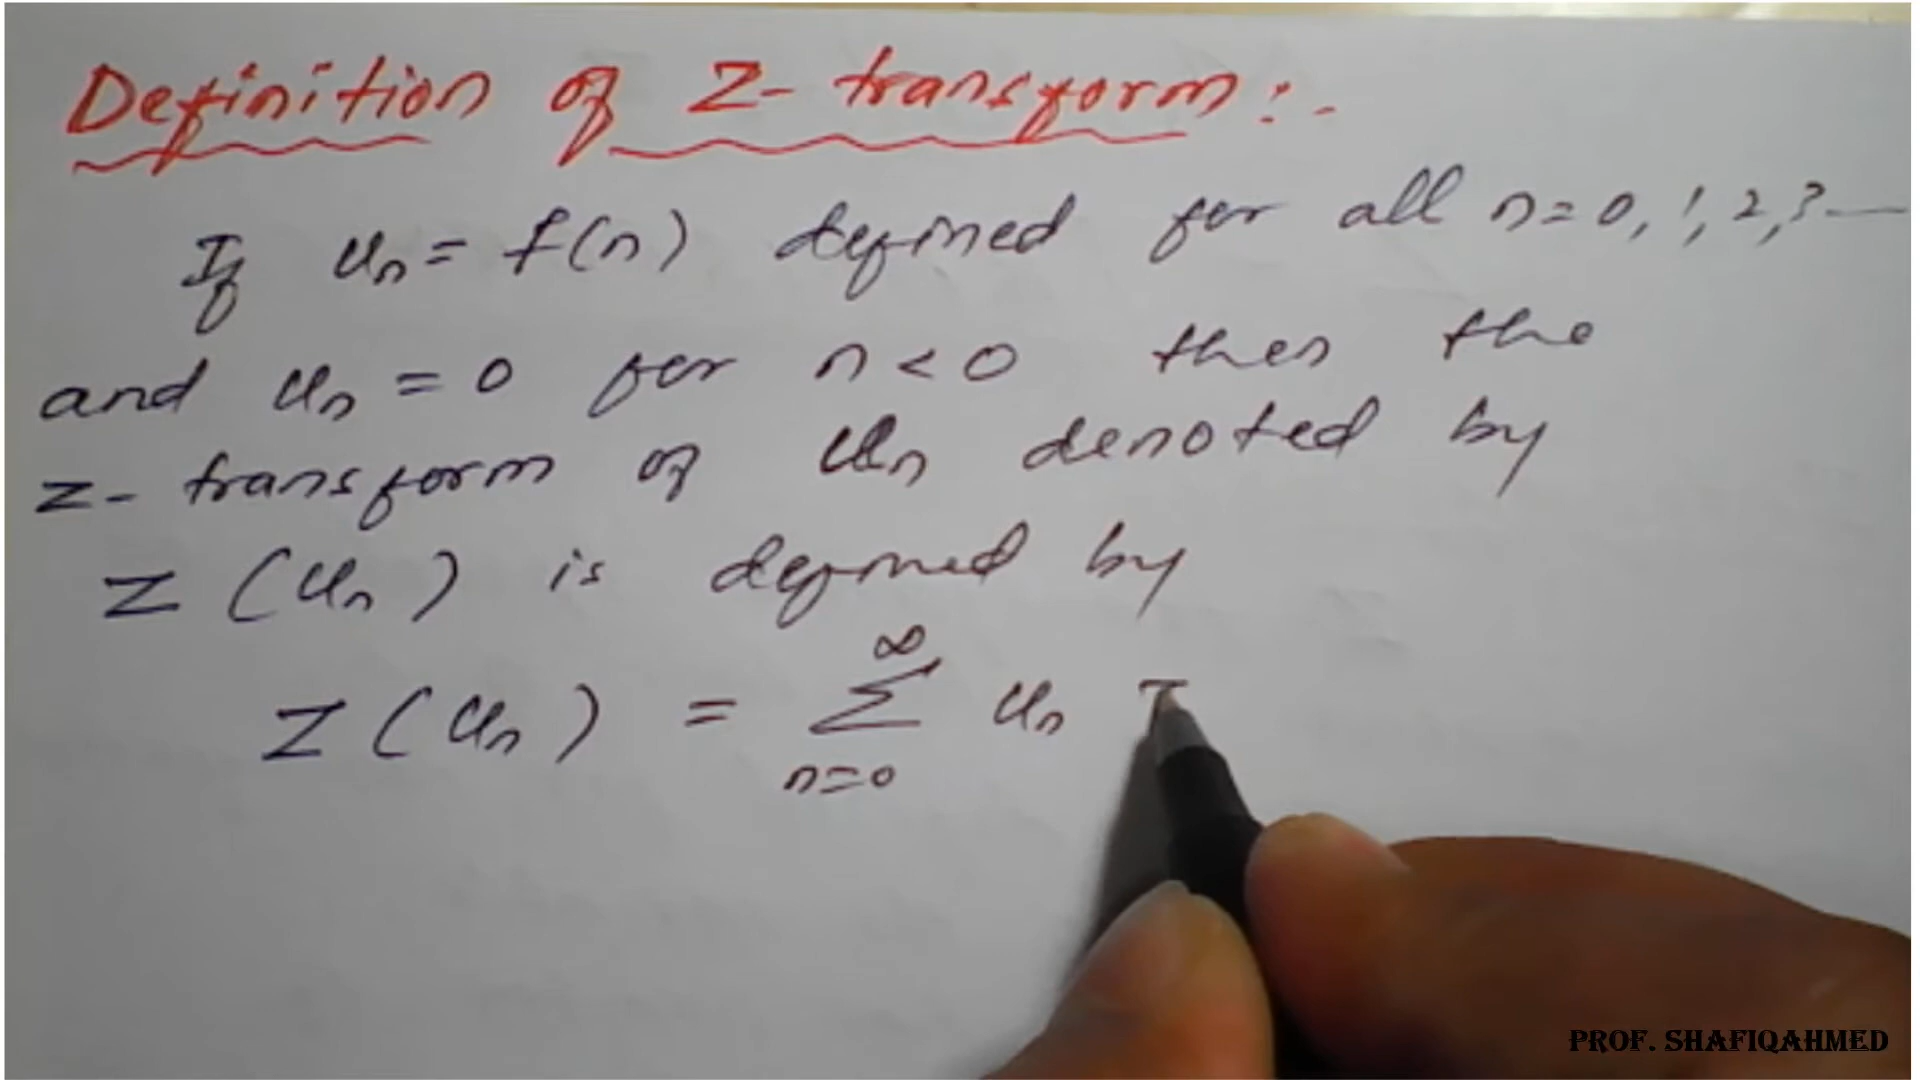 Definition of Z- transform :-
If uₙ = f(n) defined for all n=0, 1, 2, 3 —
and uₙ = 0 for n < 0 then the
z- transform of uₙ denoted by
Z (uₙ) is defined by
∞
Z (uₙ) = Σ uₙ
n=0
PROF. SHAFIQAHMED